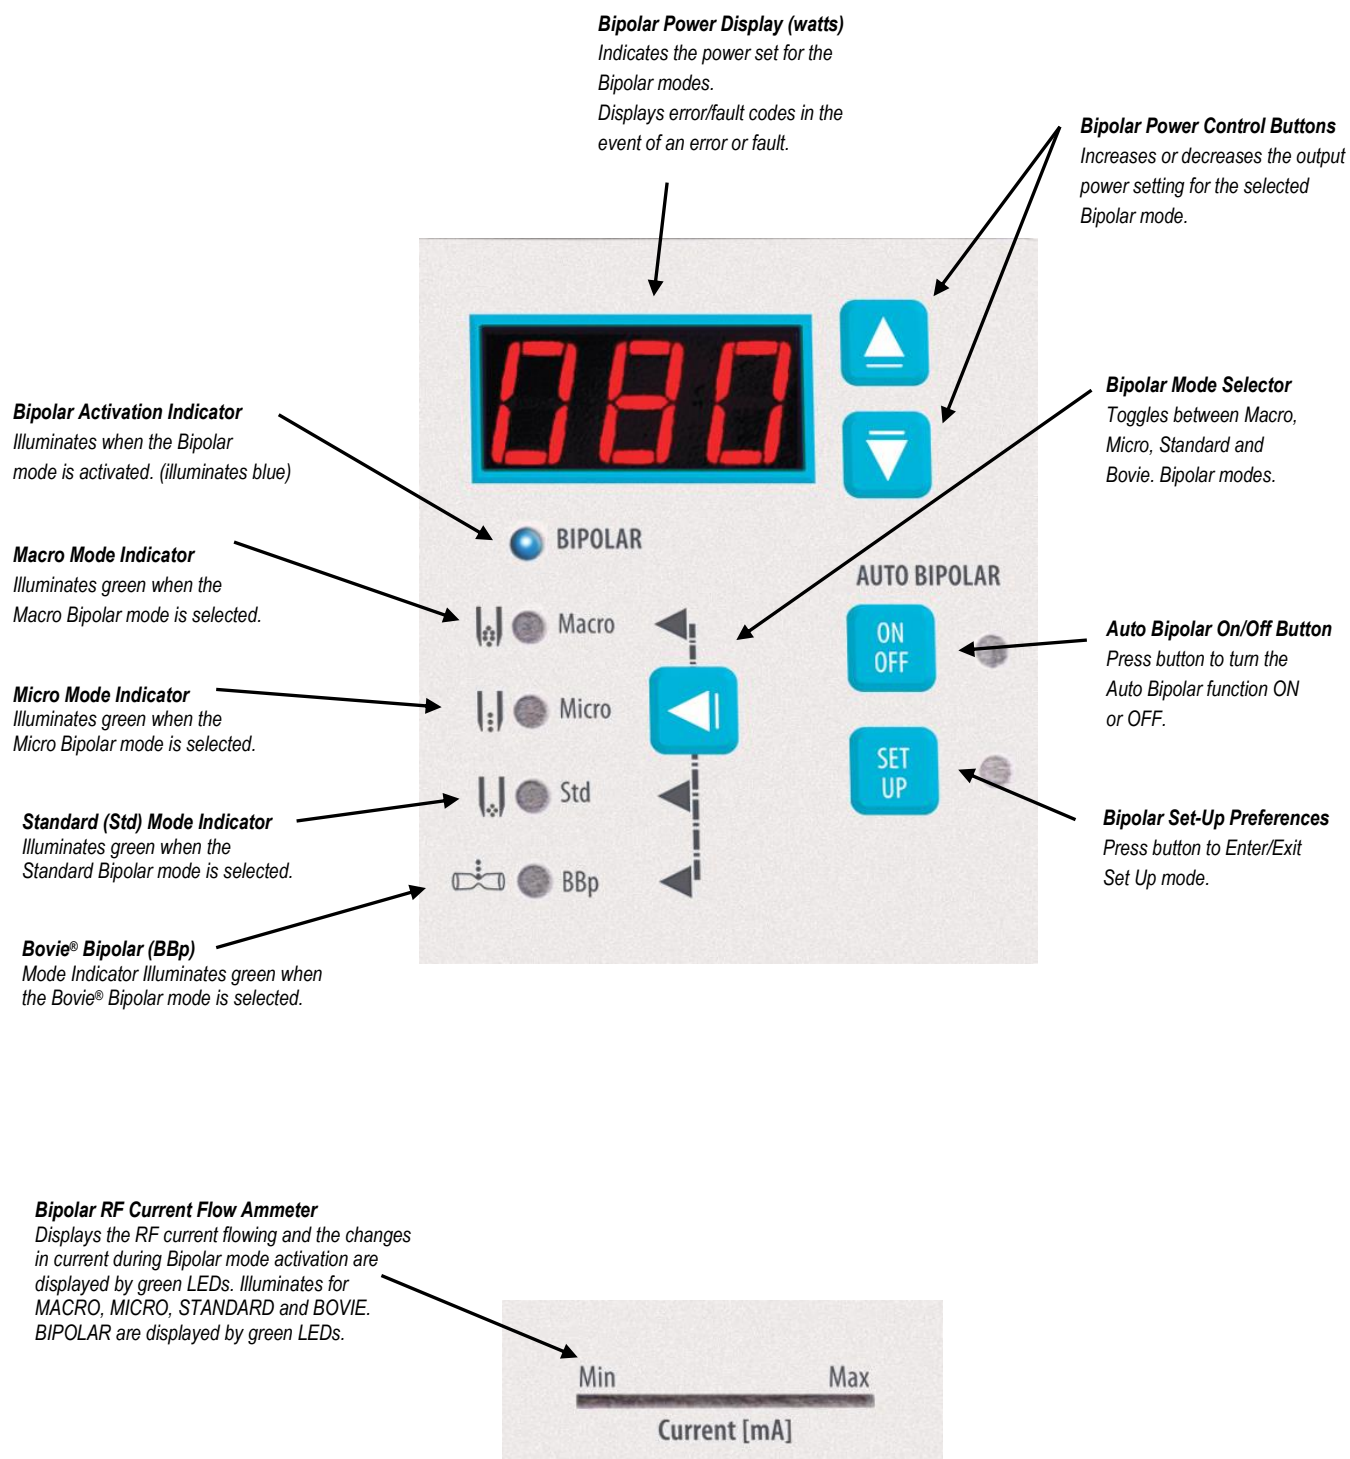 Bipolar Power Display (watts)
Indicates the power set for the
Bipolar modes.
Displays error/fault codes in the
event of an error or fault.
Bipolar Power Control Buttons
Increases or decreases the output
power setting for the selected
Bipolar mode.
080
Bipolar Mode Selector
Toggles between Macro,
Micro, Standard and
Bovie. Bipolar modes.
Bipolar Activation Indicator
Illuminates when the Bipolar
mode is activated. (illuminates blue)
BIPOLAR
Macro Mode Indicator
Illuminates green when the
Macro Bipolar mode is selected.
AUTO BIPOLAR
Macro
ON
OFF
Auto Bipolar On/Off Button
Press button to turn the
Auto Bipolar function ON
or OFF.
Micro Mode Indicator
Illuminates green when the
Micro Bipolar mode is selected.
Micro
SET
UP
Std
Standard (Std) Mode Indicator
Illuminates green when the
Standard Bipolar mode is selected.
Bipolar Set-Up Preferences
Press button to Enter/Exit
Set Up mode.
BBp
Bovie® Bipolar (BBp)
Mode Indicator Illuminates green when
the Bovie® Bipolar mode is selected.
Bipolar RF Current Flow Ammeter
Displays the RF current flowing and the changes
in current during Bipolar mode activation are
displayed by green LEDs. Illuminates for
MACRO, MICRO, STANDARD and BOVIE.
BIPOLAR are displayed by green LEDs.
Min
Max
Current [mA]